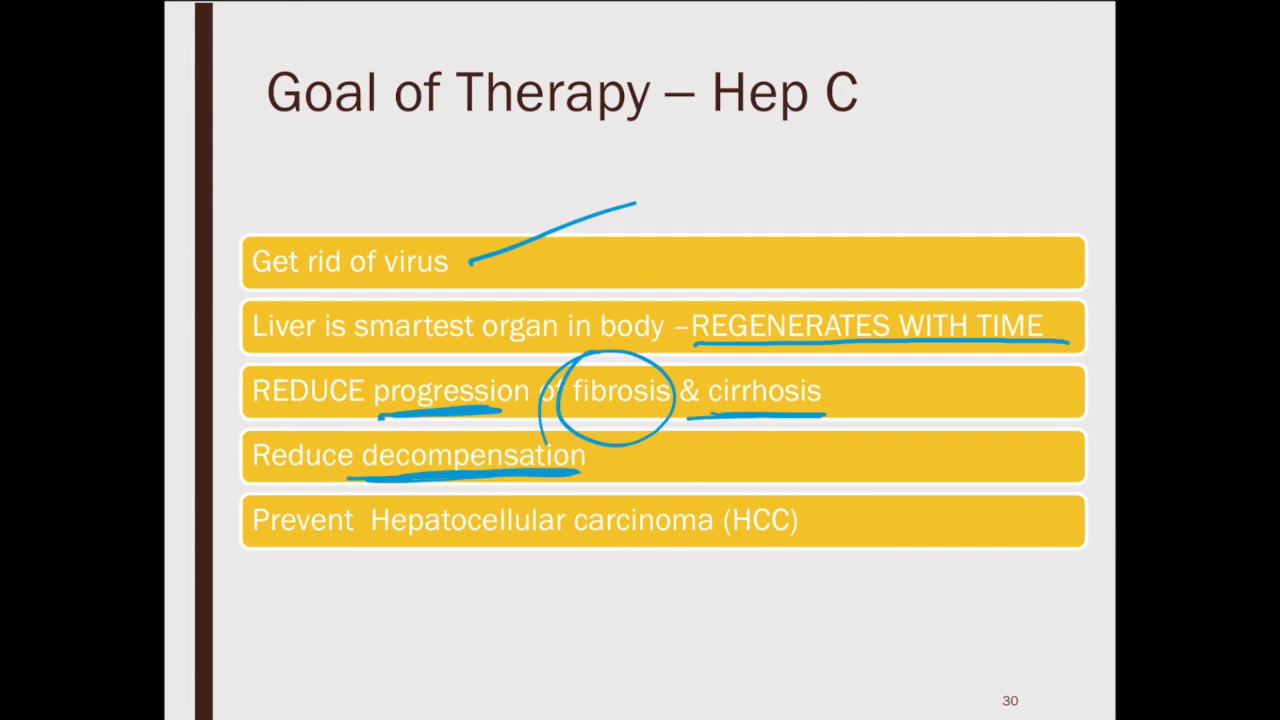 Goal of Therapy – Hep C
Get rid of virus
Liver is smartest organ in body –REGENERATES WITH TIME
REDUCE progression of fibrosis & cirrhosis
Reduce decompensation
Prevent  Hepatocellular carcinoma (HCC)
30